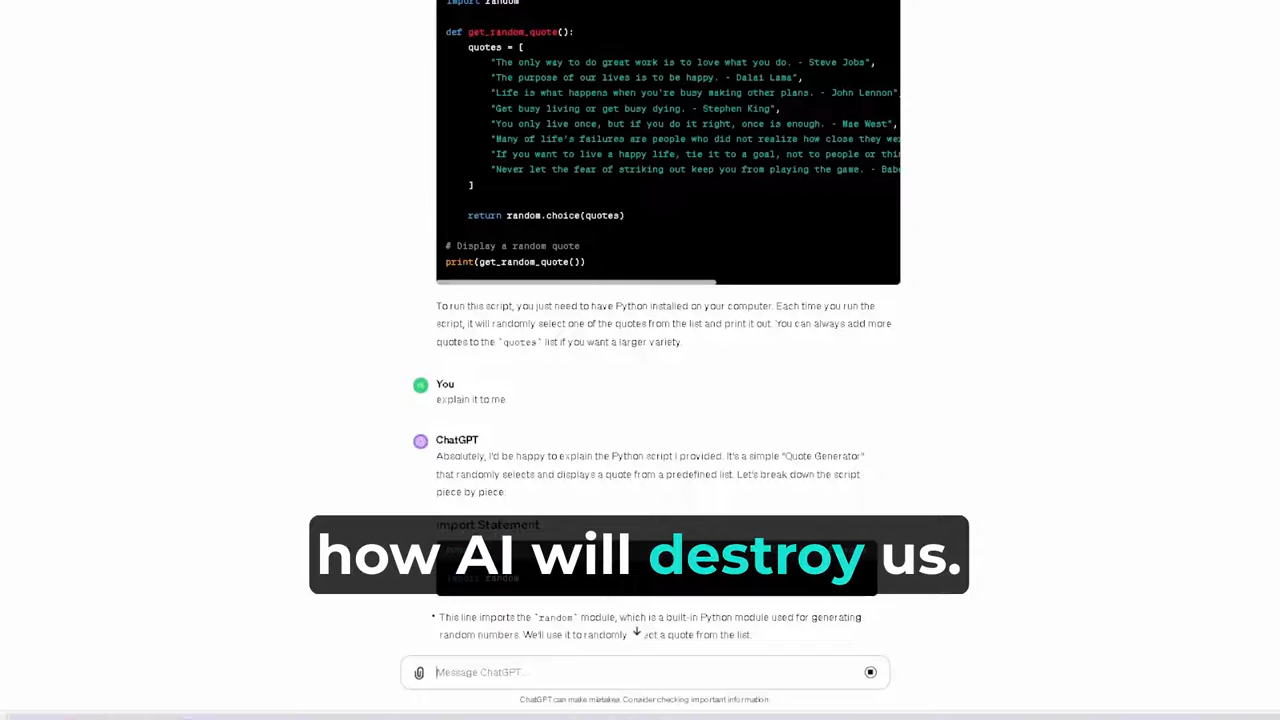 import random
def get_random_quote():
quotes = [
"The only way to do great work is to love what you do. - Steve Jobs",
"The purpose of our lives is to be happy. - Dalai Lama",
"Life is what happens when you're busy making other plans. - John Lennon",
"Get busy living or get busy dying. - Stephen King",
"You only live once, but if you do it right, once is enough. - Mae West",
"Many of life's failures are people who did not realize how close they
"If you want to live a happy life, tie it to a goal, not to people or
"Never let the fear of striking out keep you from playing the game. -
]
return random.choice(quotes)
# Display a random quote
print(get_random_quote())
To run this script, you just need to have Python installed on your computer. Each time you run the
script, it will randomly select one of the quotes from the list and print it out. You can always add more
quotes to the `quotes` list if you want a larger variety.
You
explain it to me
ChatGPT
Absolutely, I'd be happy to explain the Python script I provided. It's a simple "Quote Generator"
that randomly selects and displays a quote from a predefined list. Let's break down the script
piece by piece:
Import Statement
how AI will destroy us.
import random
• This line imports the `random` module, which is a built-in Python module used for generating
random numbers. We'll use it to randomly a quote from the list.
Message ChatGPT...
ChatGPT can make mistakes. Consider checking important information.